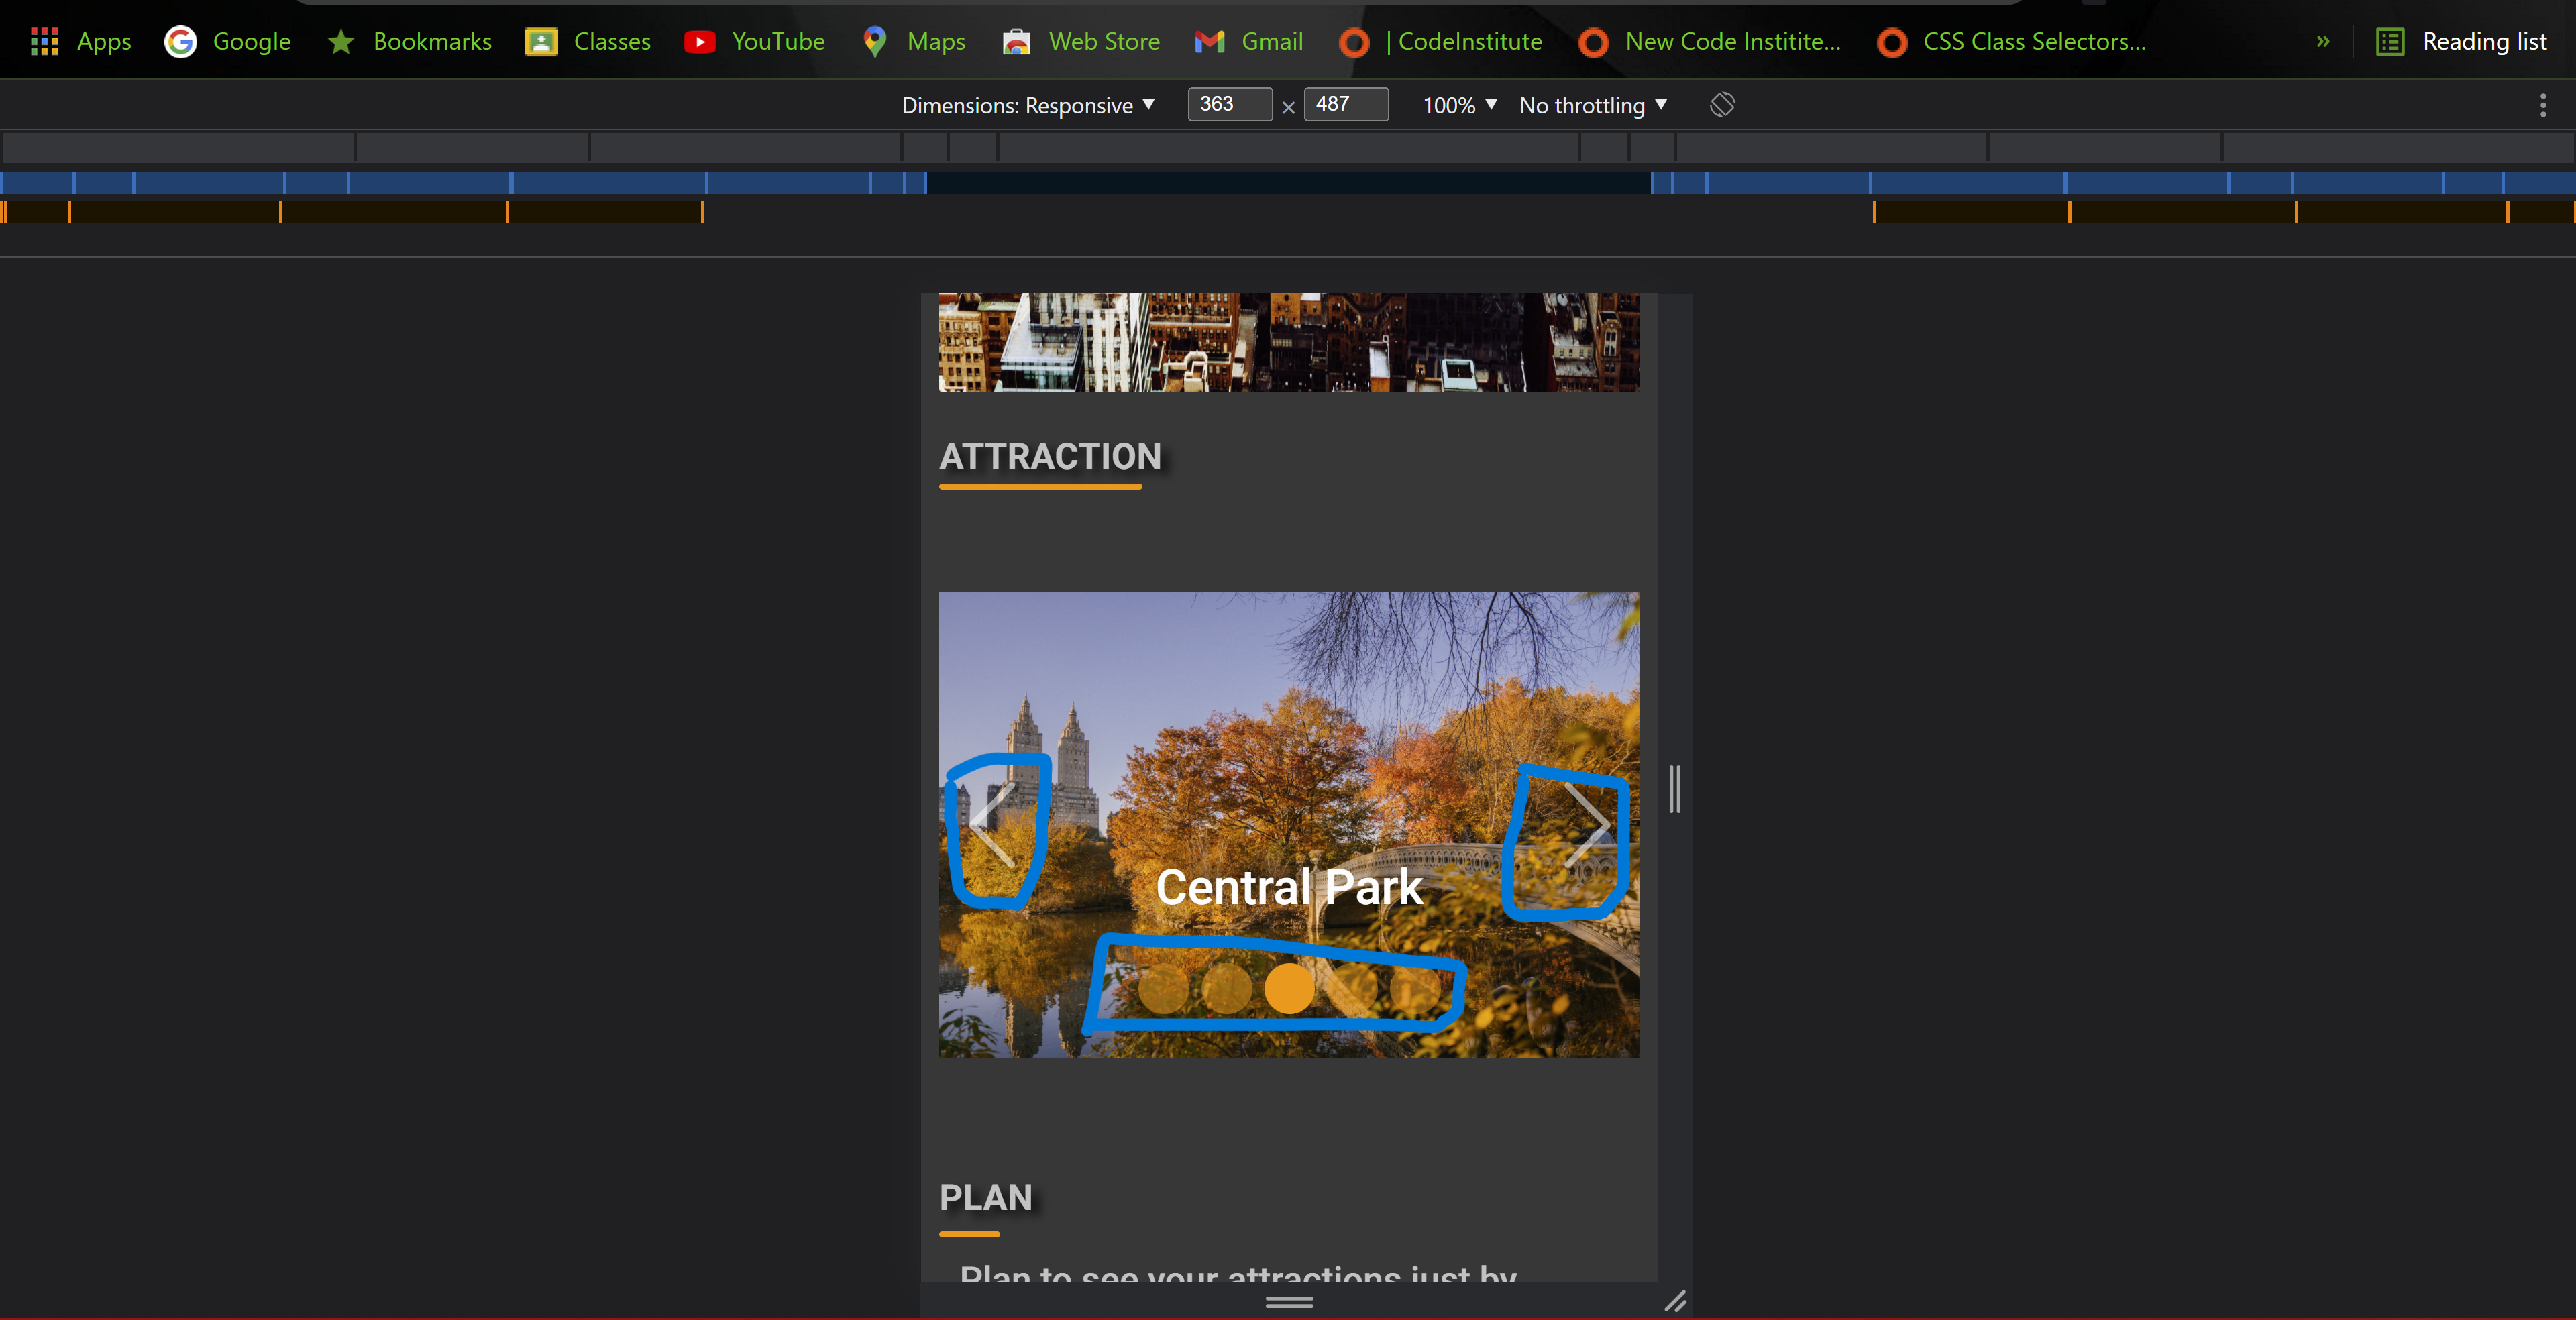 Apps Google Bookmarks Classes YouTube Maps Web Store Gmail | CodeInstitute New Code Institite... CSS Class Selectors... » Reading list
Dimensions: Responsive ▼ 363 × 487 100% ▼ No throttling ▼
ATTRACTION
Central Park
PLAN
Plan to see your attractions just by